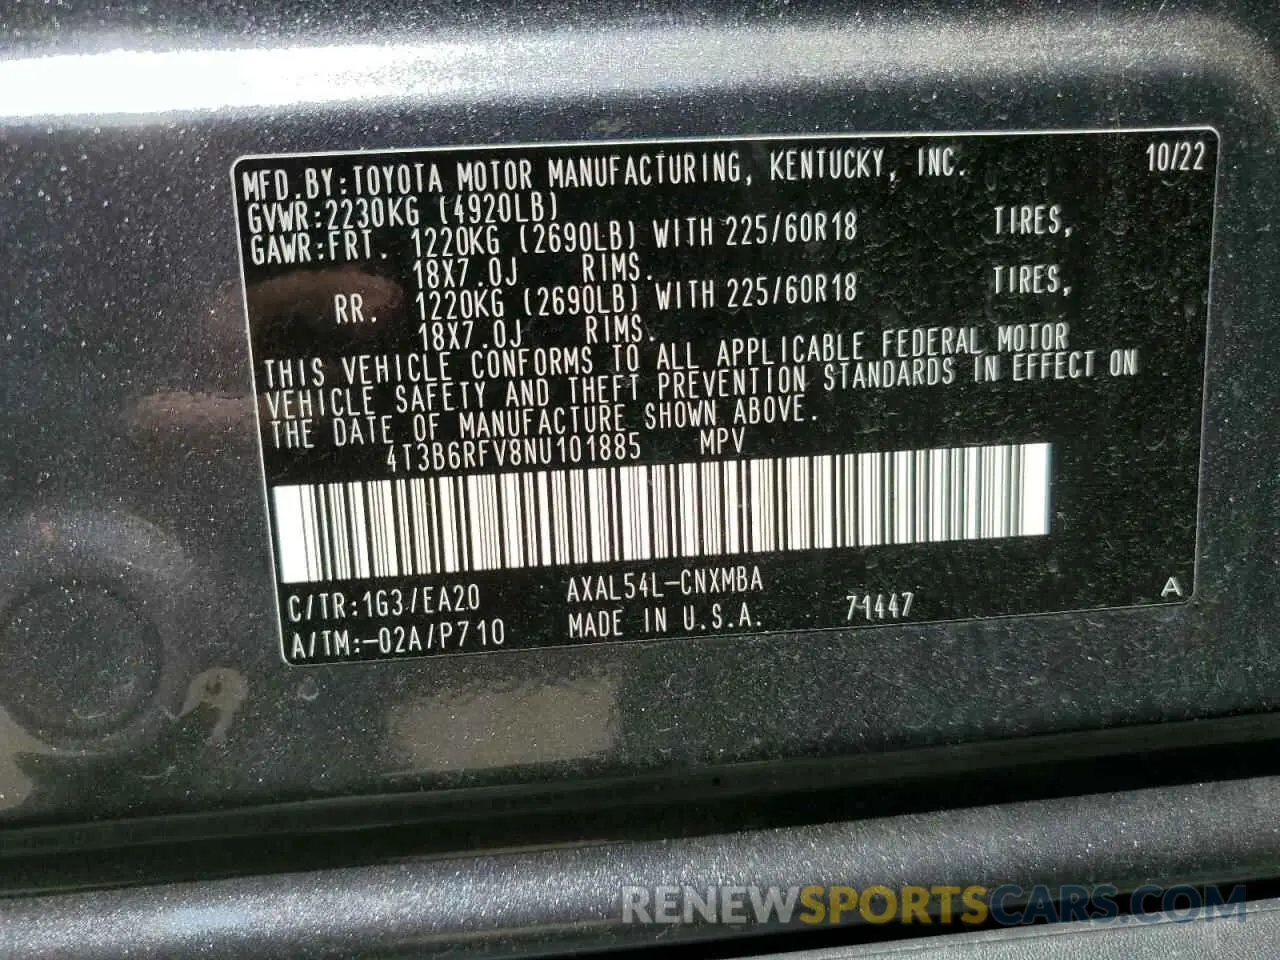 MFD.BY:TOYOTA MOTOR MANUFACTURING, KENTUCKY, INC. 10/22
GVWR:2230KG (4920LB)
GAWR:FRT. 1220KG (2690LB) WITH 225/60R18 TIRES,
18X7.0J RIMS.
RR. 1220KG (2690LB) WITH 225/60R18 TIRES,
18X7.0J RIMS.
THIS VEHICLE CONFORMS TO ALL APPLICABLE FEDERAL MOTOR
VEHICLE SAFETY AND THEFT PREVENTION STANDARDS IN EFFECT ON
THE DATE OF MANUFACTURE SHOWN ABOVE.
4T3B6RFV8NU101885 MPV
C/TR:1G3/EA20 AXAL54L-CNXMBA
A/TM:-02A/P710 MADE IN U.S.A. 71447 A
RENEWSPORTSCARS.COM